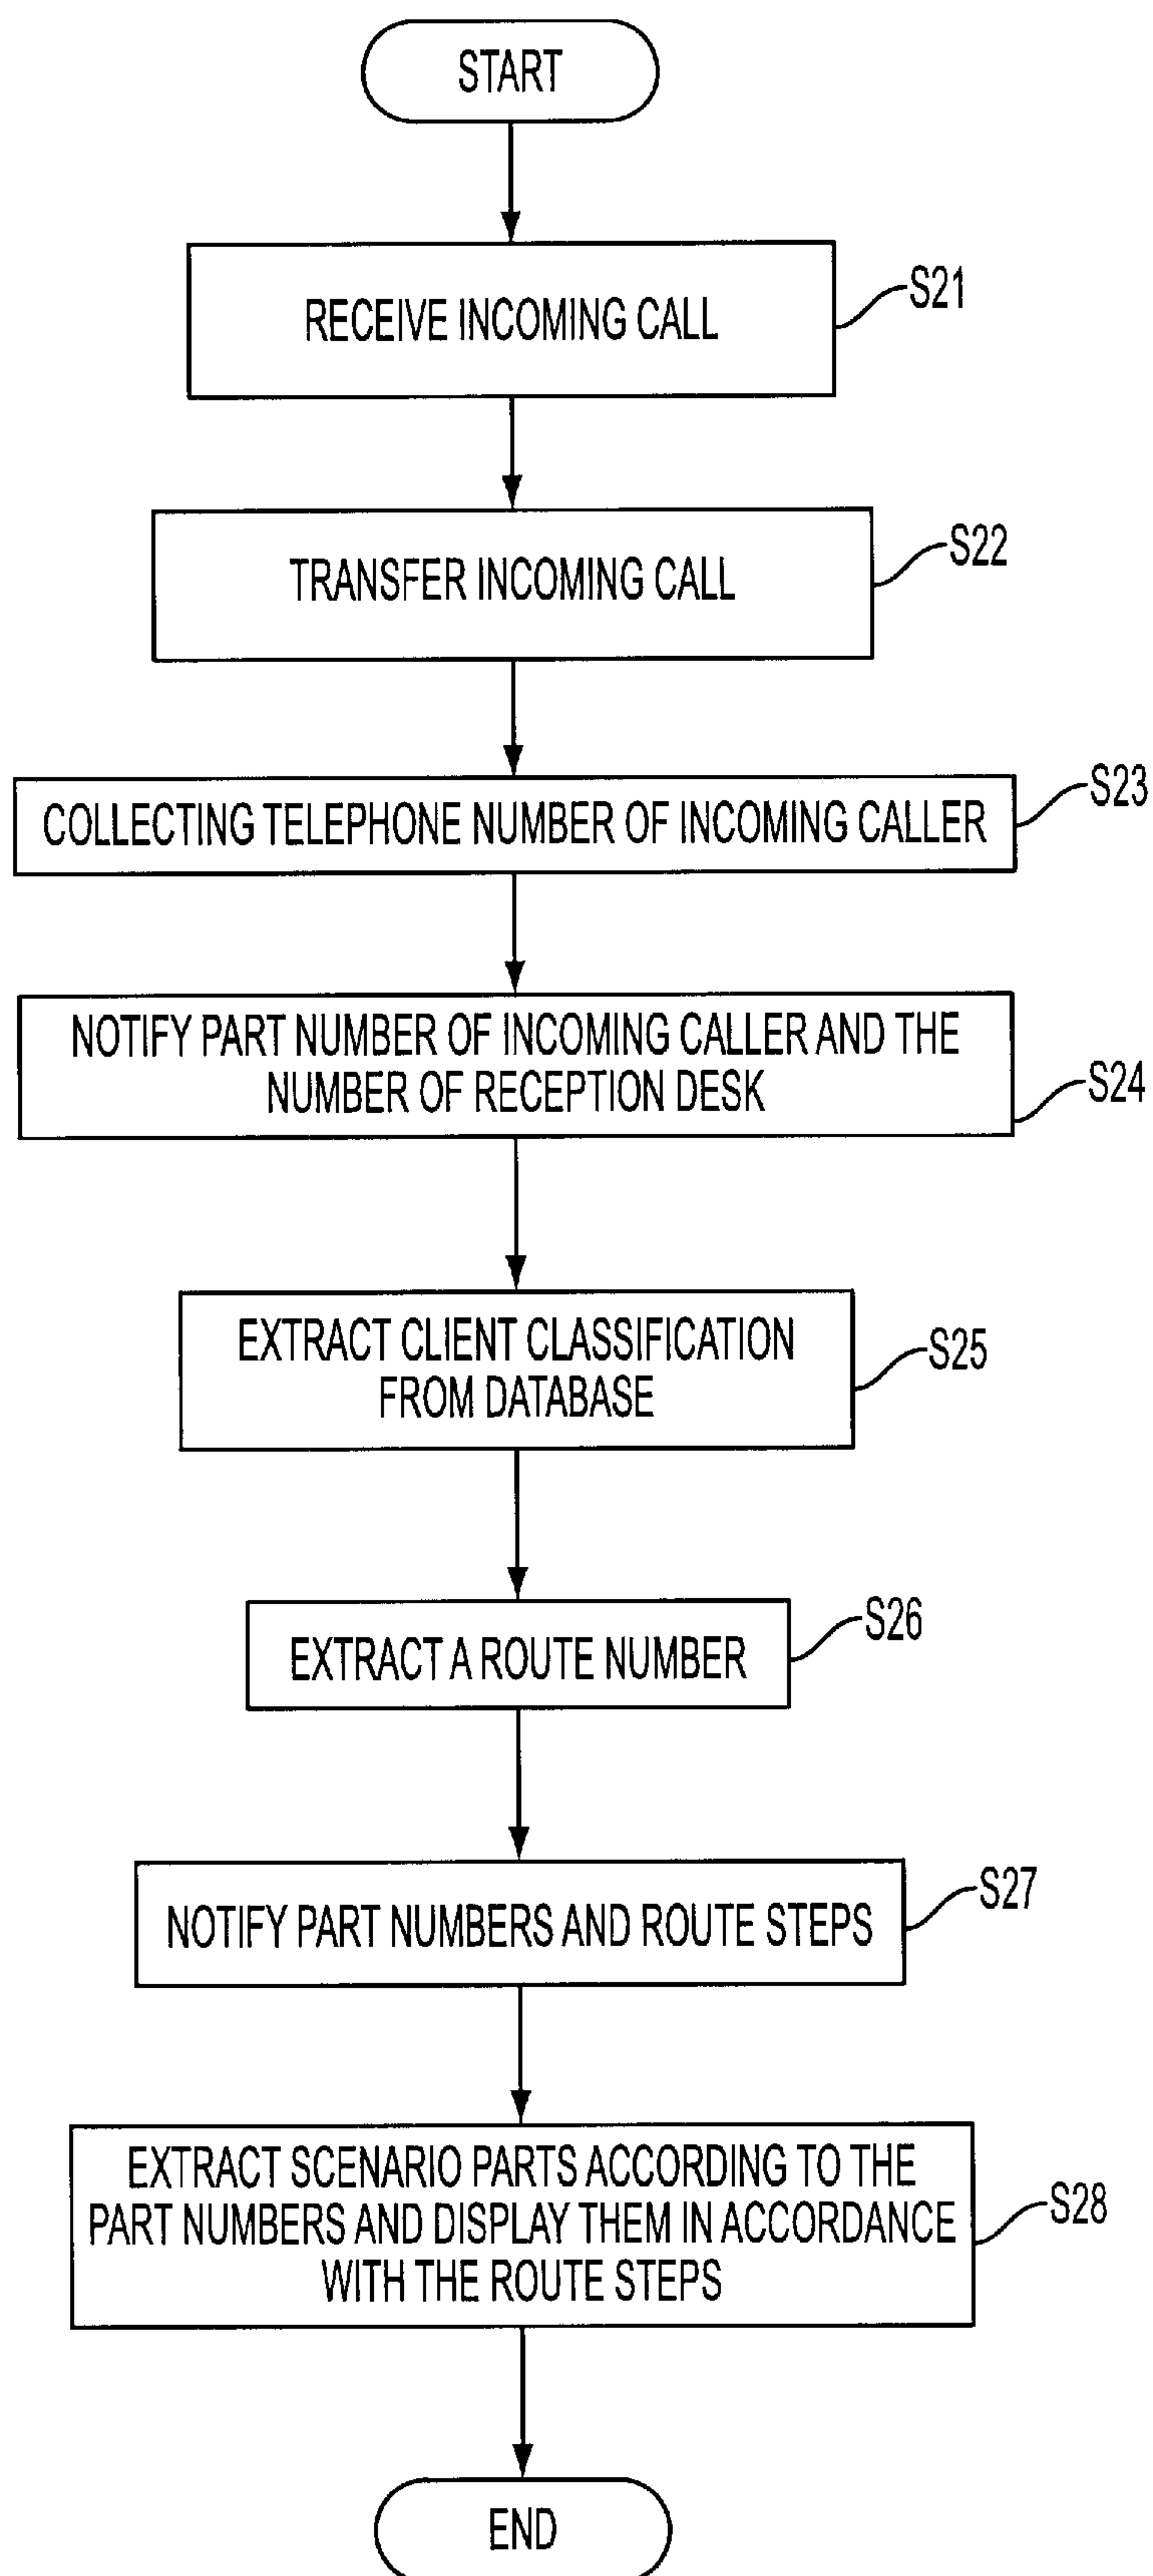 START
RECEIVE INCOMING CALL
S21
TRANSFER INCOMING CALL
S22
COLLECTING TELEPHONE NUMBER OF INCOMING CALLER
S23
NOTIFY PART NUMBER OF INCOMING CALLER AND THE
NUMBER OF RECEPTION DESK
S24
EXTRACT CLIENT CLASSIFICATION
FROM DATABASE
S25
EXTRACT A ROUTE NUMBER
S26
NOTIFY PART NUMBERS AND ROUTE STEPS
S27
EXTRACT SCENARIO PARTS ACCORDING TO THE
PART NUMBERS AND DISPLAY THEM IN ACCORDANCE
WITH THE ROUTE STEPS
S28
END